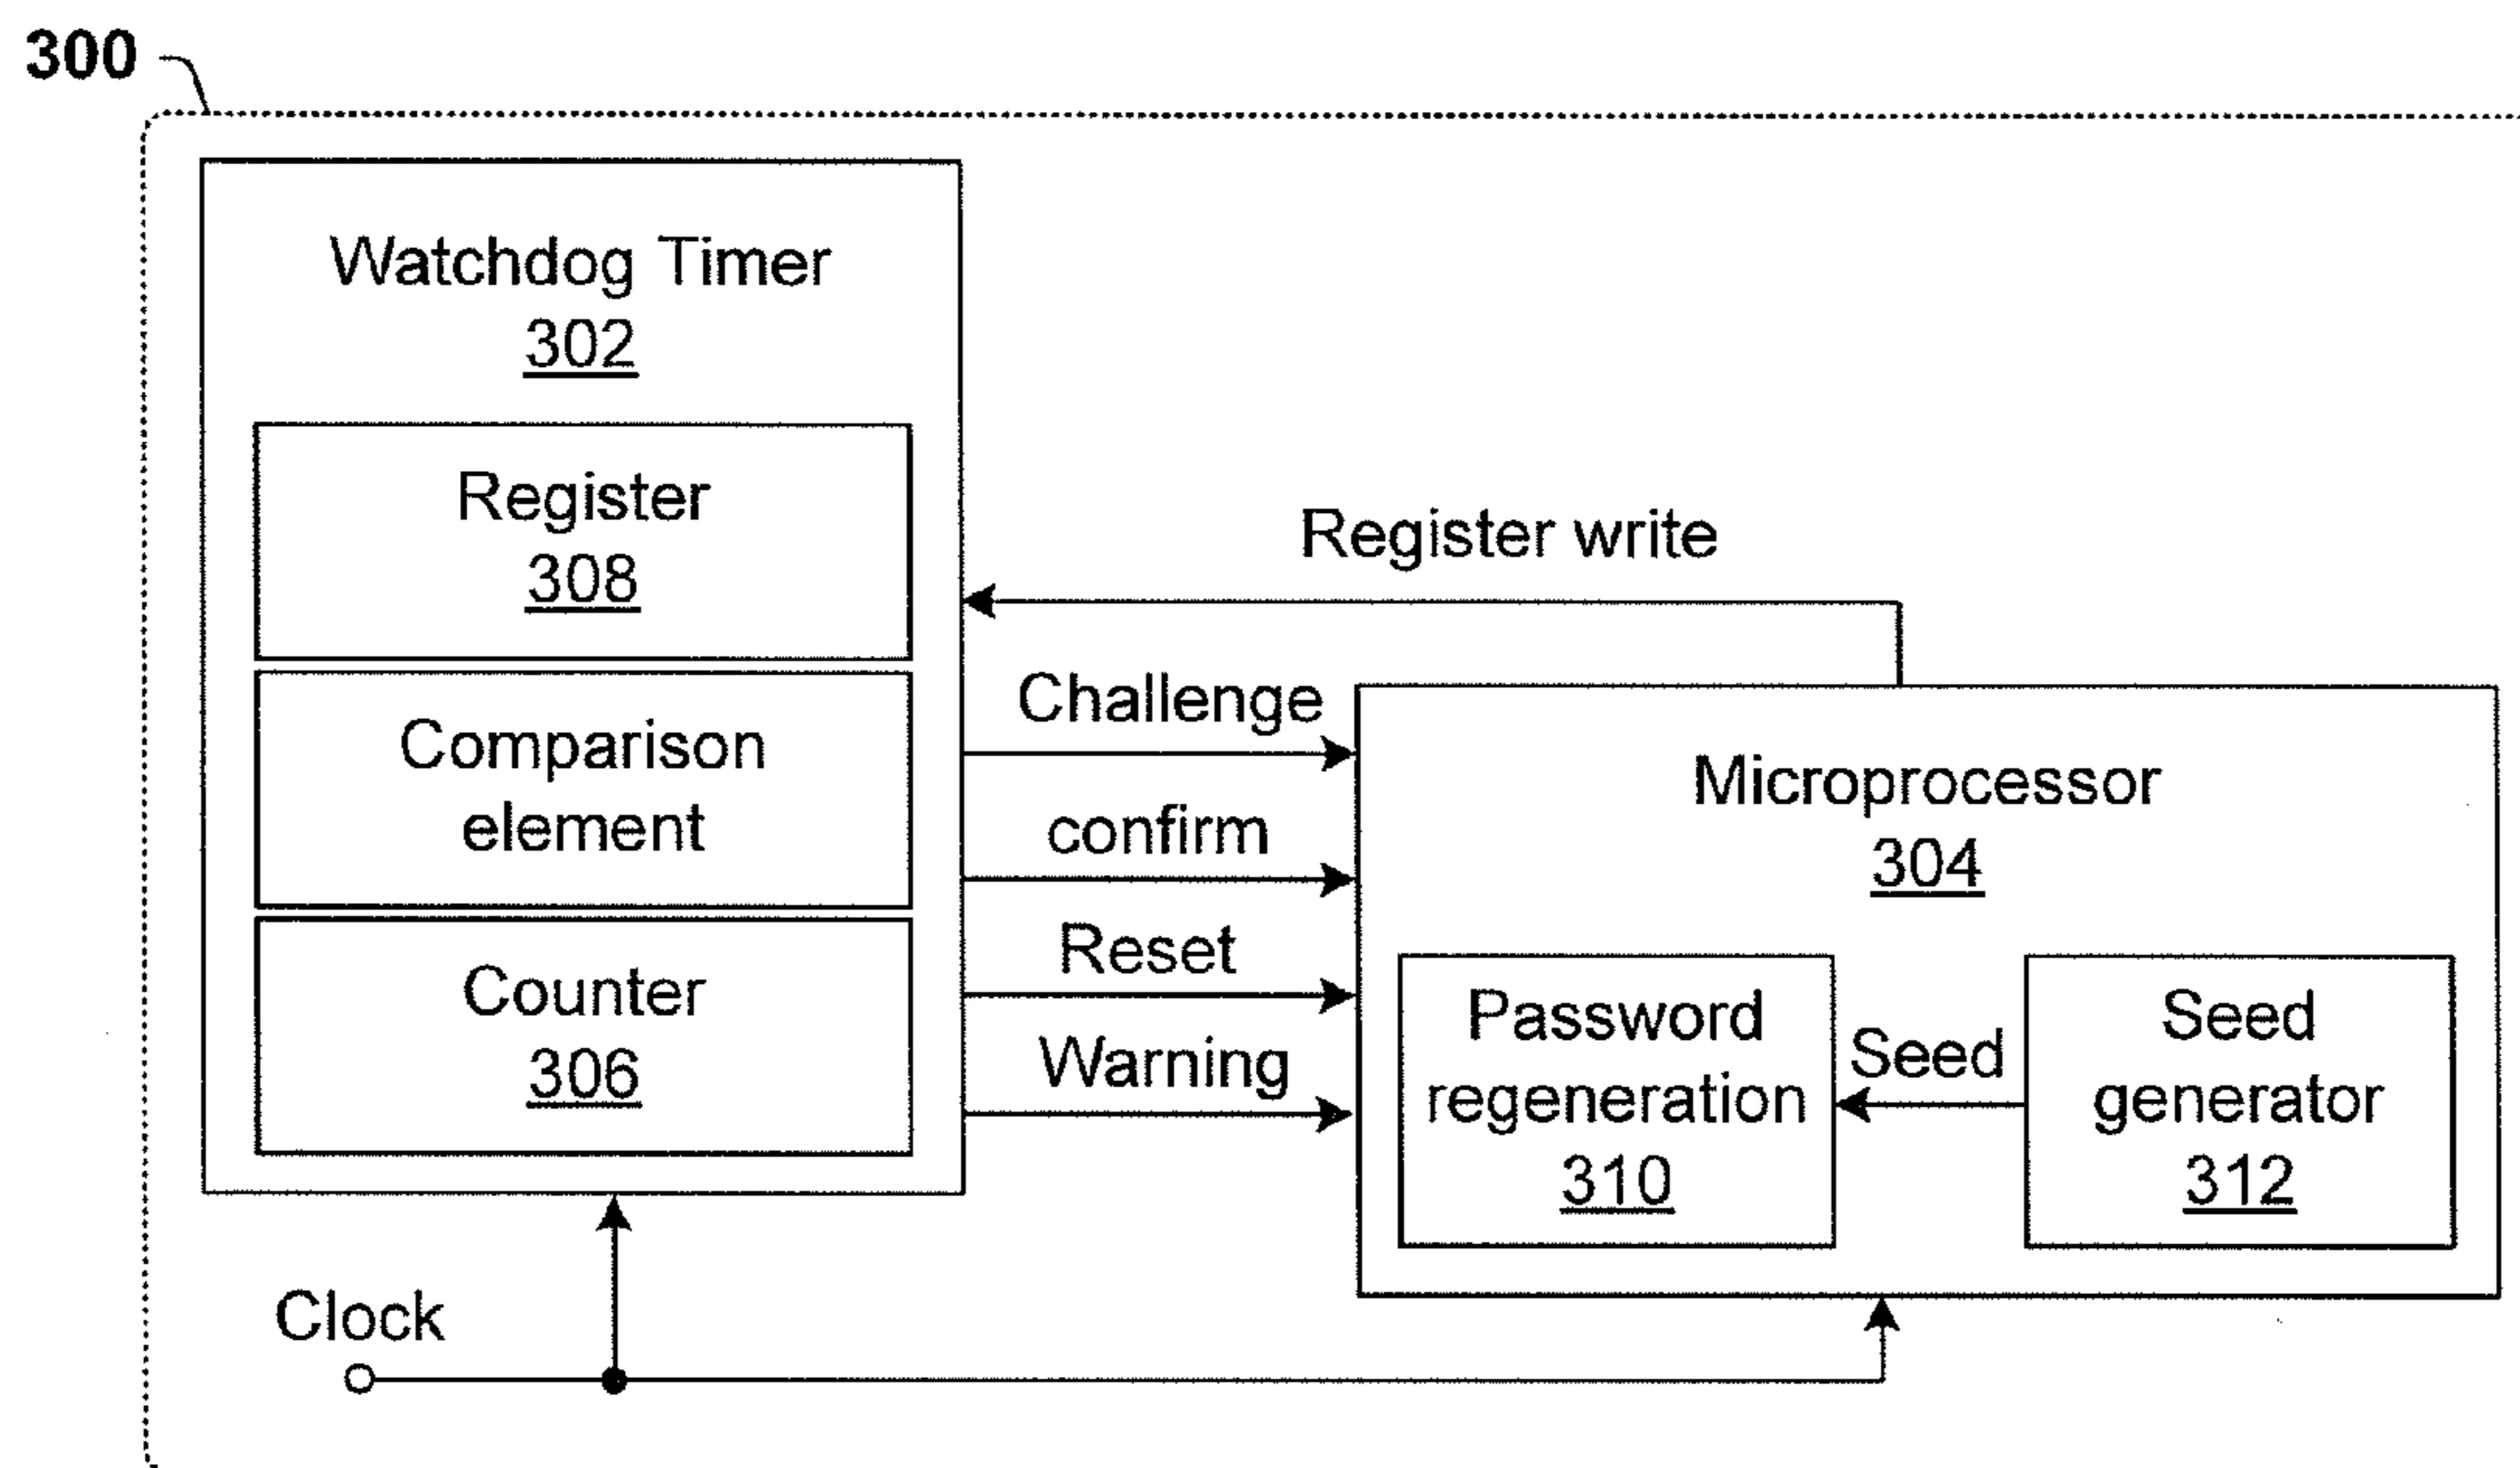 300
Watchdog Timer
302
Register
308
Comparison
element
Counter
306
Register write
Challenge
confirm
Reset
Warning
Microprocessor
304
Password
regeneration
310
Seed
Seed
generator
312
Clock